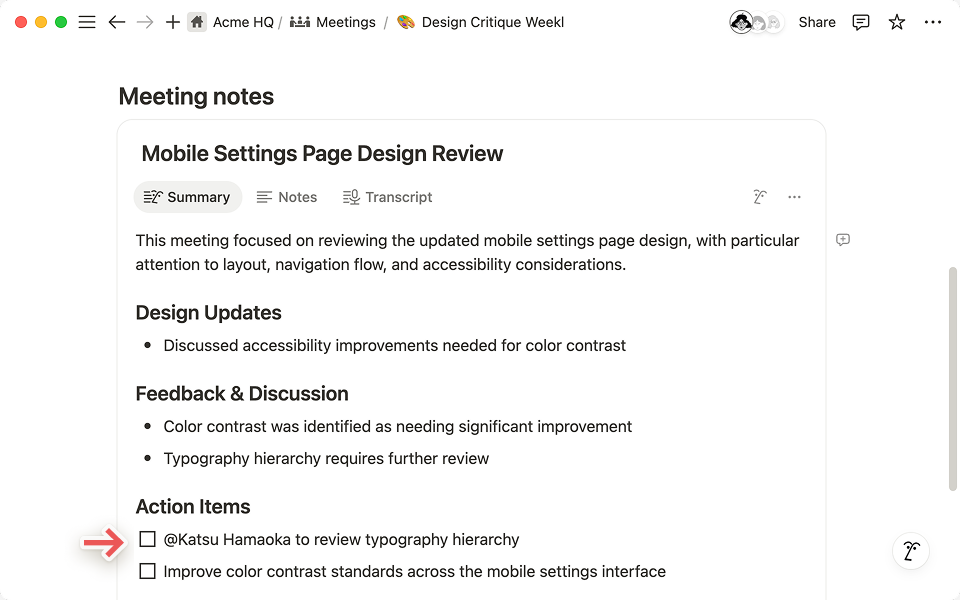 Acme HQ / Meetings / Design Critique Weekl
Share
Meeting notes
Mobile Settings Page Design Review
Summary Notes Transcript
This meeting focused on reviewing the updated mobile settings page design, with particular
attention to layout, navigation flow, and accessibility considerations.
Design Updates
• Discussed accessibility improvements needed for color contrast
Feedback & Discussion
• Color contrast was identified as needing significant improvement
• Typography hierarchy requires further review
Action Items
@Katsu Hamaoka to review typography hierarchy
Improve color contrast standards across the mobile settings interface